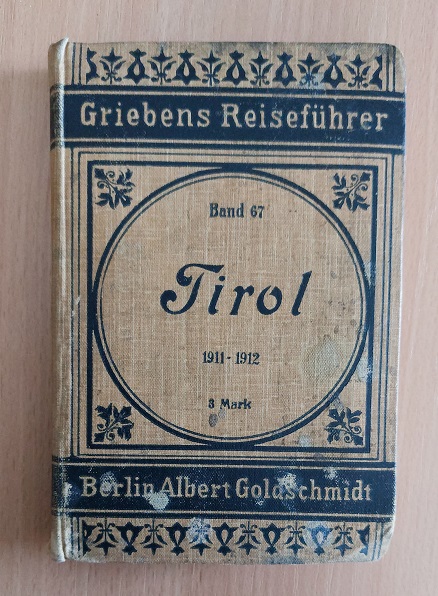 Griebens Reiseführer
Band 67
Tirol
1911-1912
3 Mark
Berlin Albert Goldschmidt